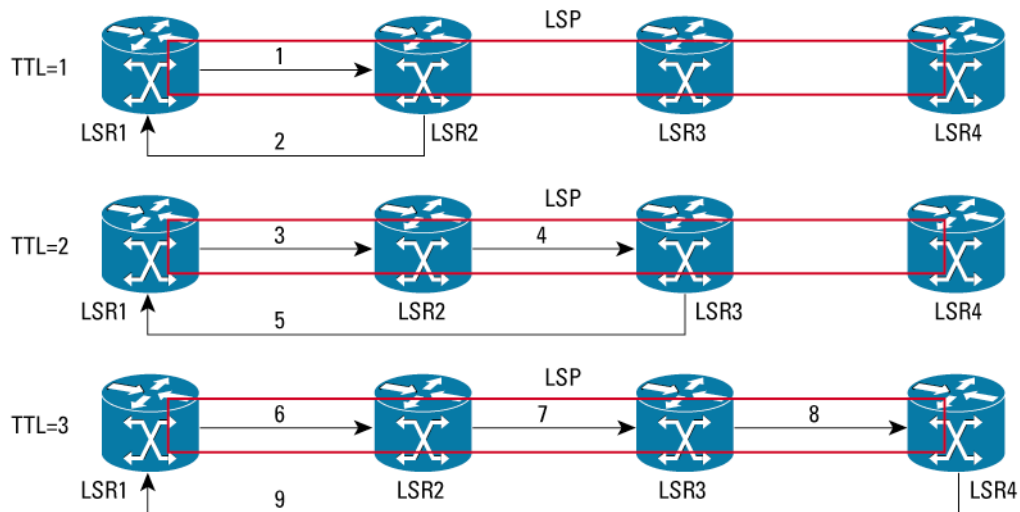 LSP
TTL=1
1
LSR1
2
LSR2
LSR3
LSR4
LSP
TTL=2
3
4
LSR1
5
LSR2
LSR3
LSR4
LSP
TTL=3
6
7
8
LSR1
9
LSR2
LSR3
LSR4